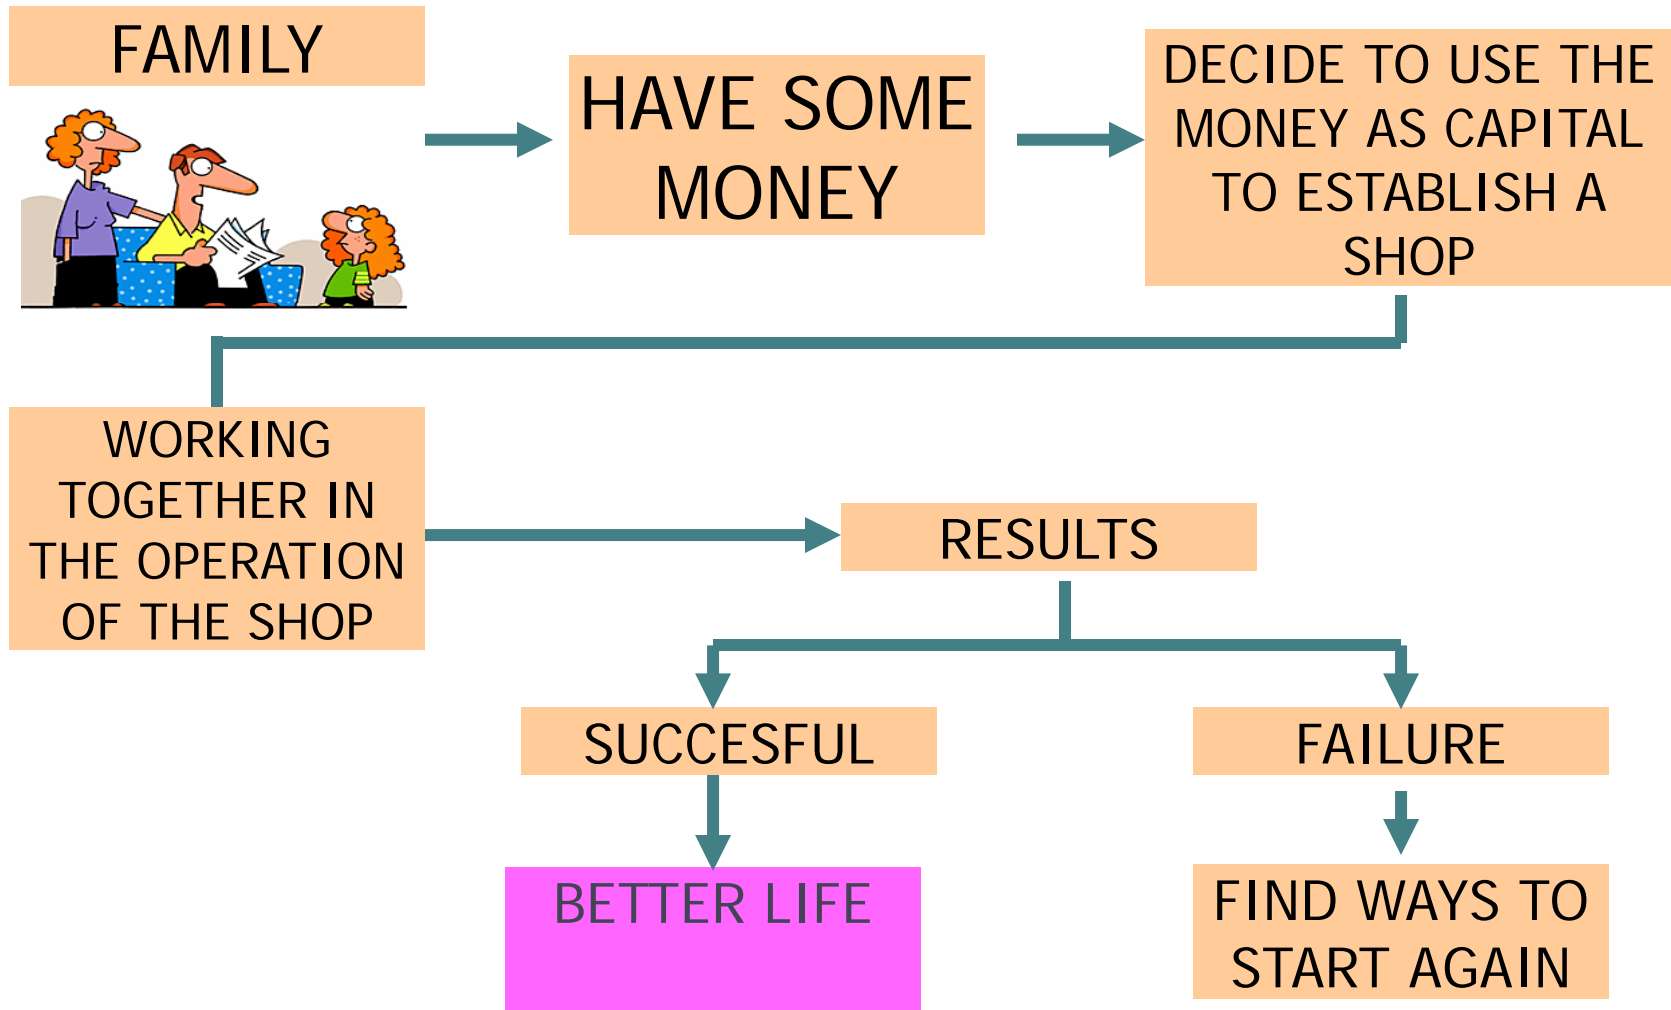 FAMILY
HAVE SOME
MONEY
DECIDE TO USE THE
MONEY AS CAPITAL
TO ESTABLISH A
SHOP
WORKING
TOGETHER IN
THE OPERATION
OF THE SHOP
RESULTS
SUCCESFUL
FAILURE
BETTER LIFE
FIND WAYS TO
START AGAIN